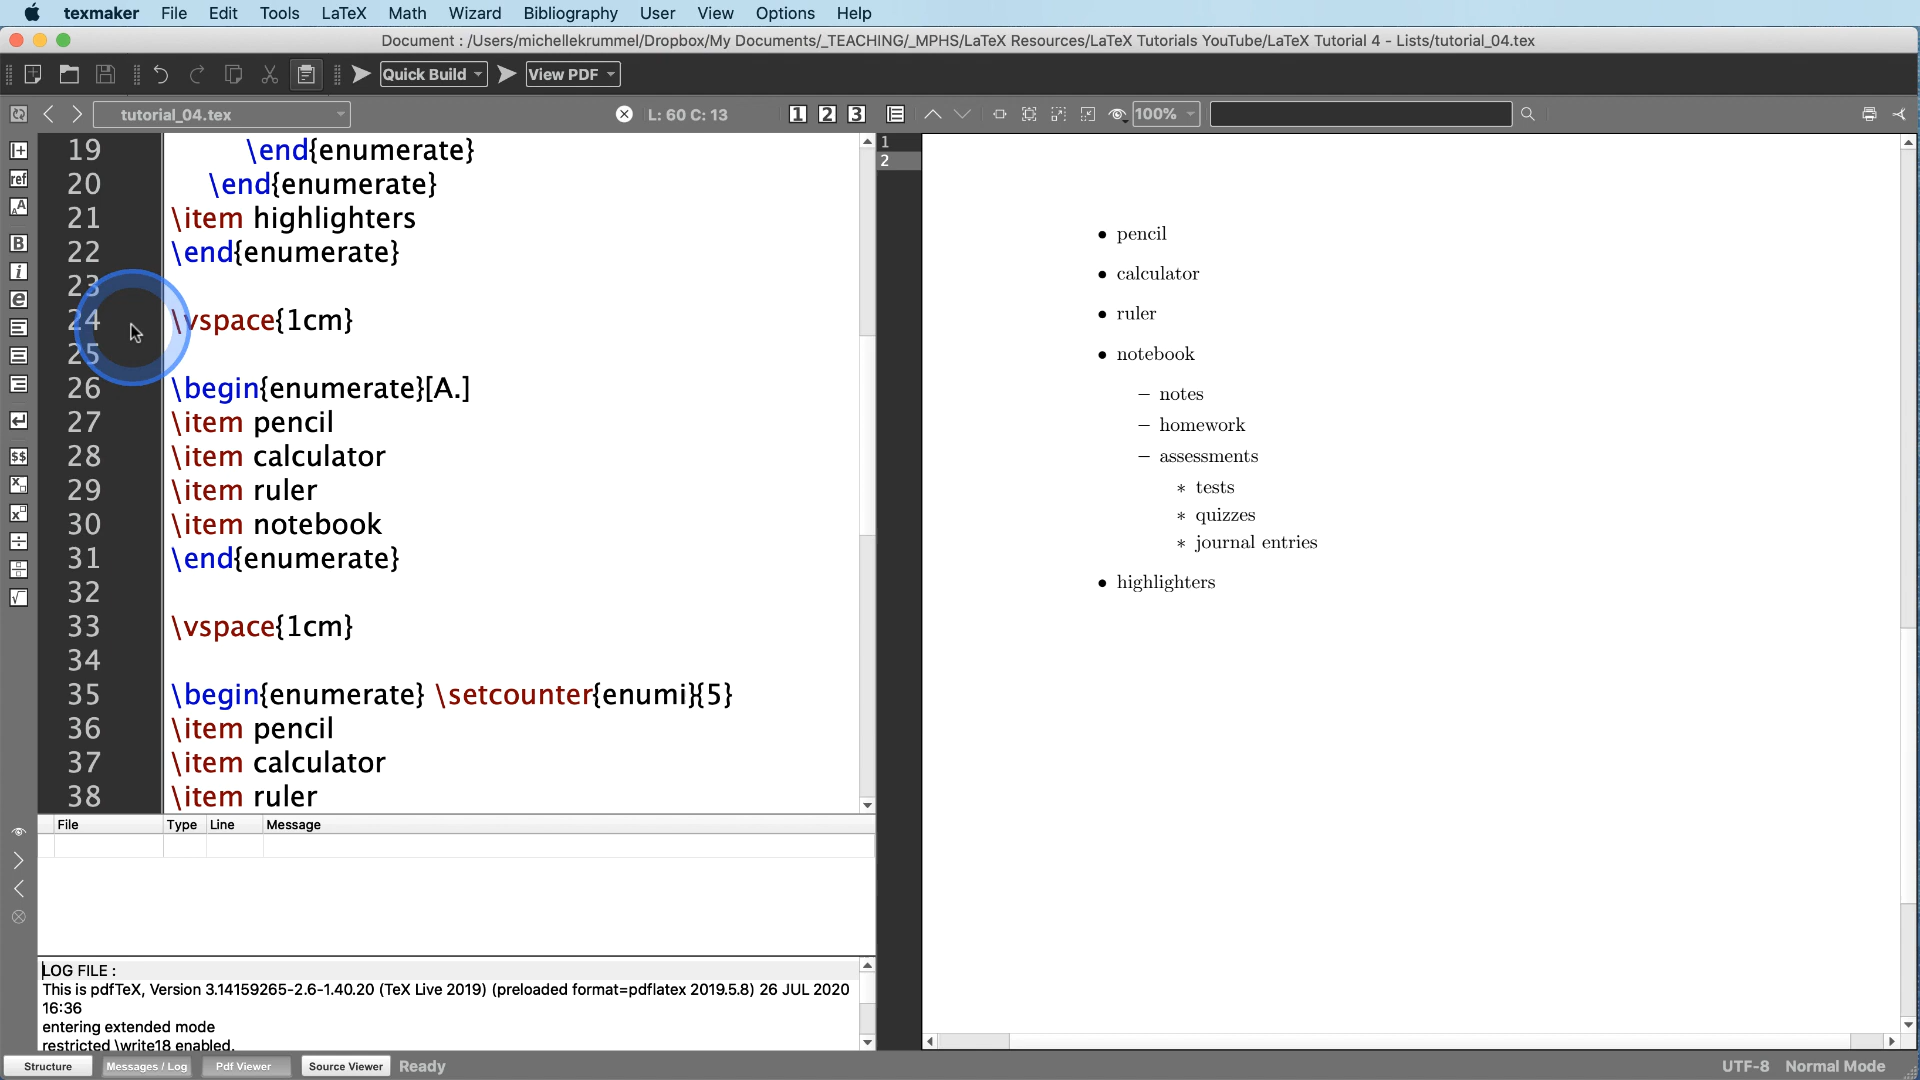 texmaker File Edit Tools LaTeX Math Wizard Bibliography User View Options Help
Document : /Users/michellekrummel/Dropbox/My Documents/_TEACHING/_MPHS/LaTeX Resources/LaTeX Tutorials YouTube/LaTeX Tutorial 4 - Lists/tutorial_04.tex
Quick Build View PDF
tutorial_04.tex L: 60 C: 13 1 2 3 100%
19 \end{enumerate}
20 \end{enumerate}
21 \item highlighters
22 \end{enumerate}
23
24 \vspace{1cm}
25
26 \begin{enumerate}[A.]
27 \item pencil
28 \item calculator
29 \item ruler
30 \item notebook
31 \end{enumerate}
32
33 \vspace{1cm}
34
35 \begin{enumerate} \setcounter{enumi}{5}
36 \item pencil
37 \item calculator
38 \item ruler
1
2
• pencil
• calculator
• ruler
• notebook
– notes
– homework
– assessments
* tests
* quizzes
* journal entries
• highlighters
File Type Line Message
LOG FILE :
This is pdfTeX, Version 3.14159265-2.6-1.40.20 (TeX Live 2019) (preloaded format=pdflatex 2019.5.8) 26 JUL 2020
16:36
entering extended mode
restricted \write18 enabled.
Structure Messages / Log Pdf Viewer Source Viewer Ready UTF-8 Normal Mode